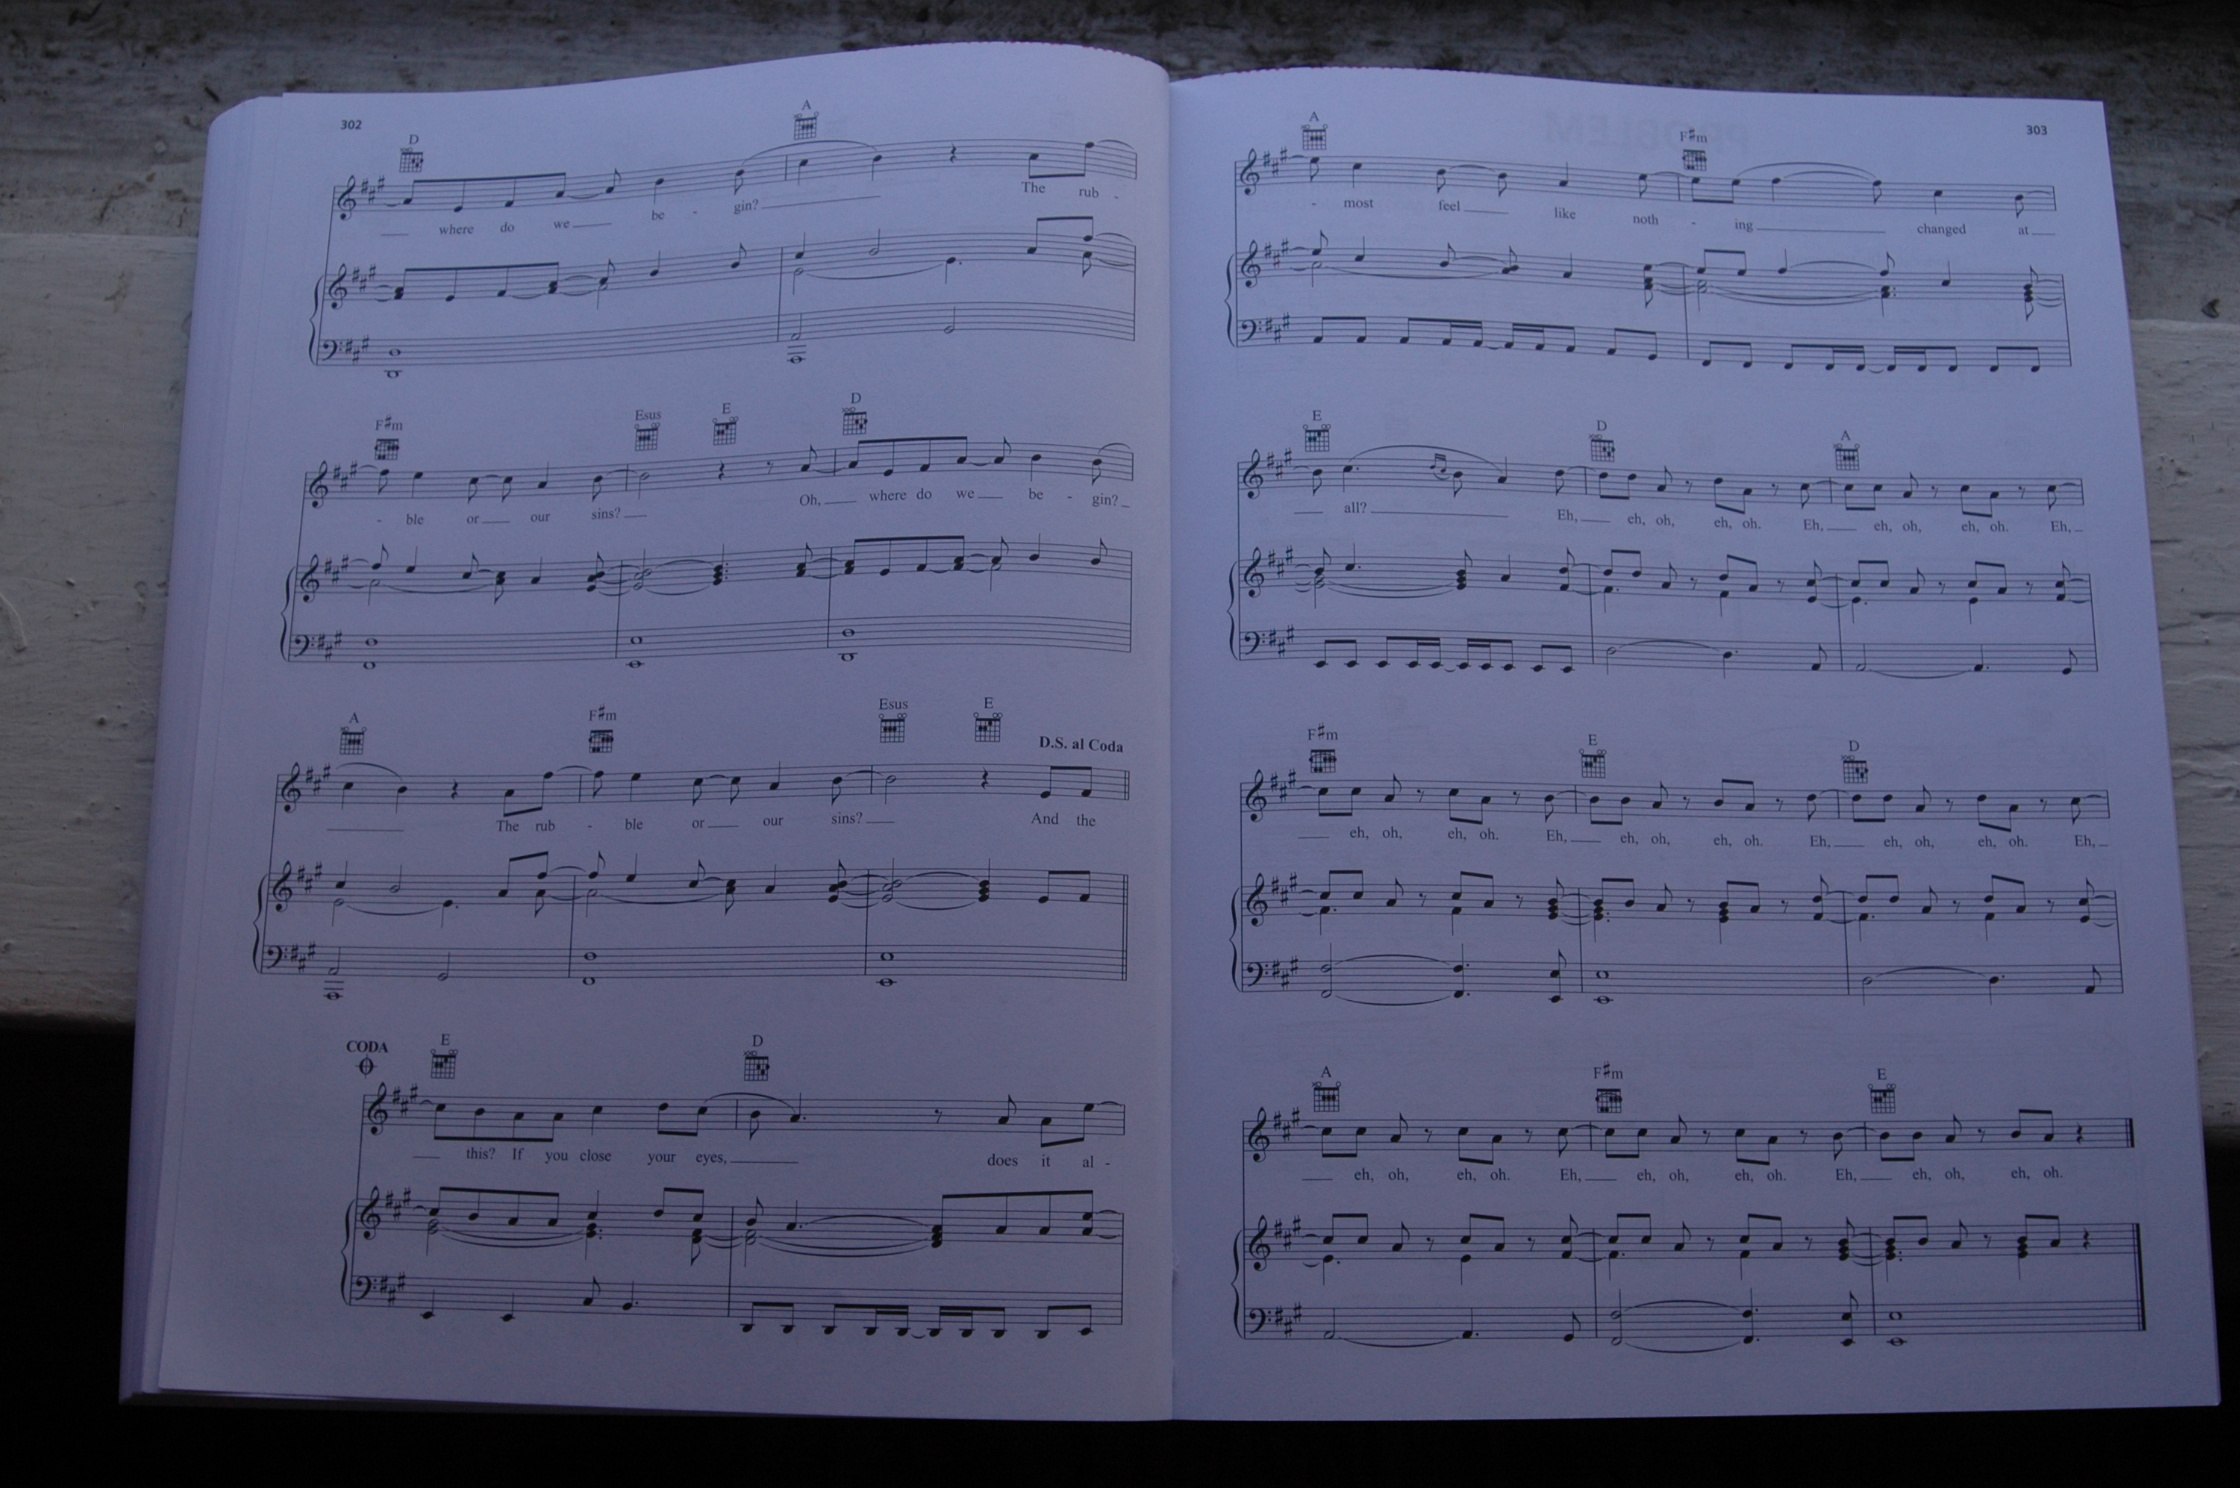 302
D A
where do we be - gin? The rub -
F#m Esus E D
- ble or our sins? Oh, where do we be - gin?
A F#m Esus E
D.S. al Coda
The rub - ble or our sins? And the
CODA
E D
this? If you close your eyes, does it al -
303
A F#m
- most feel like noth - ing changed at
E D A
all? Eh, eh, oh, eh, oh. Eh, eh, oh, eh, oh. Eh,
F#m E D
eh, oh, eh, oh. Eh, eh, oh, eh, oh. Eh, eh, oh, eh, oh. Eh,
A F#m E
eh, oh, eh, oh. Eh, eh, oh, eh, oh. Eh, eh, oh, eh, oh.